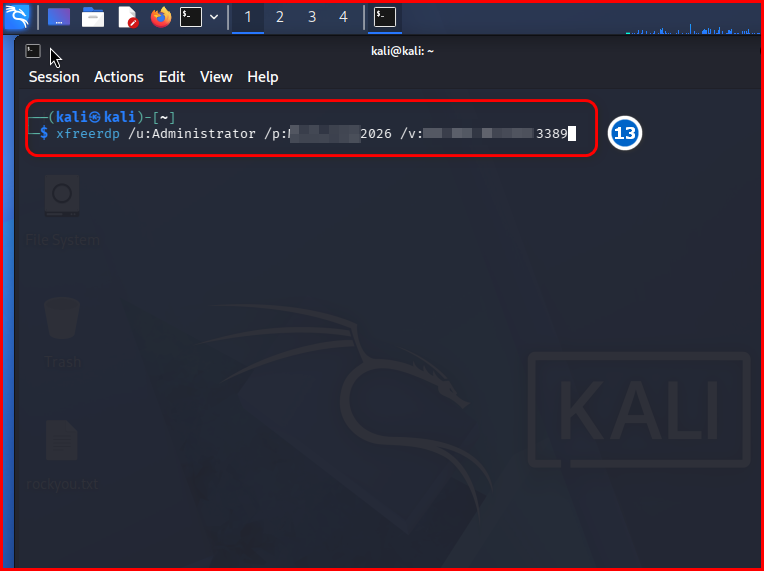 1 2 3 4
kali@kali: ~
Session Actions Edit View Help
(kali㉿kali)-[~]
$ xfreerdp /u:Administrator /p: 2026 /v: 3389
13
File System
Trash
KALI
rockyou.txt